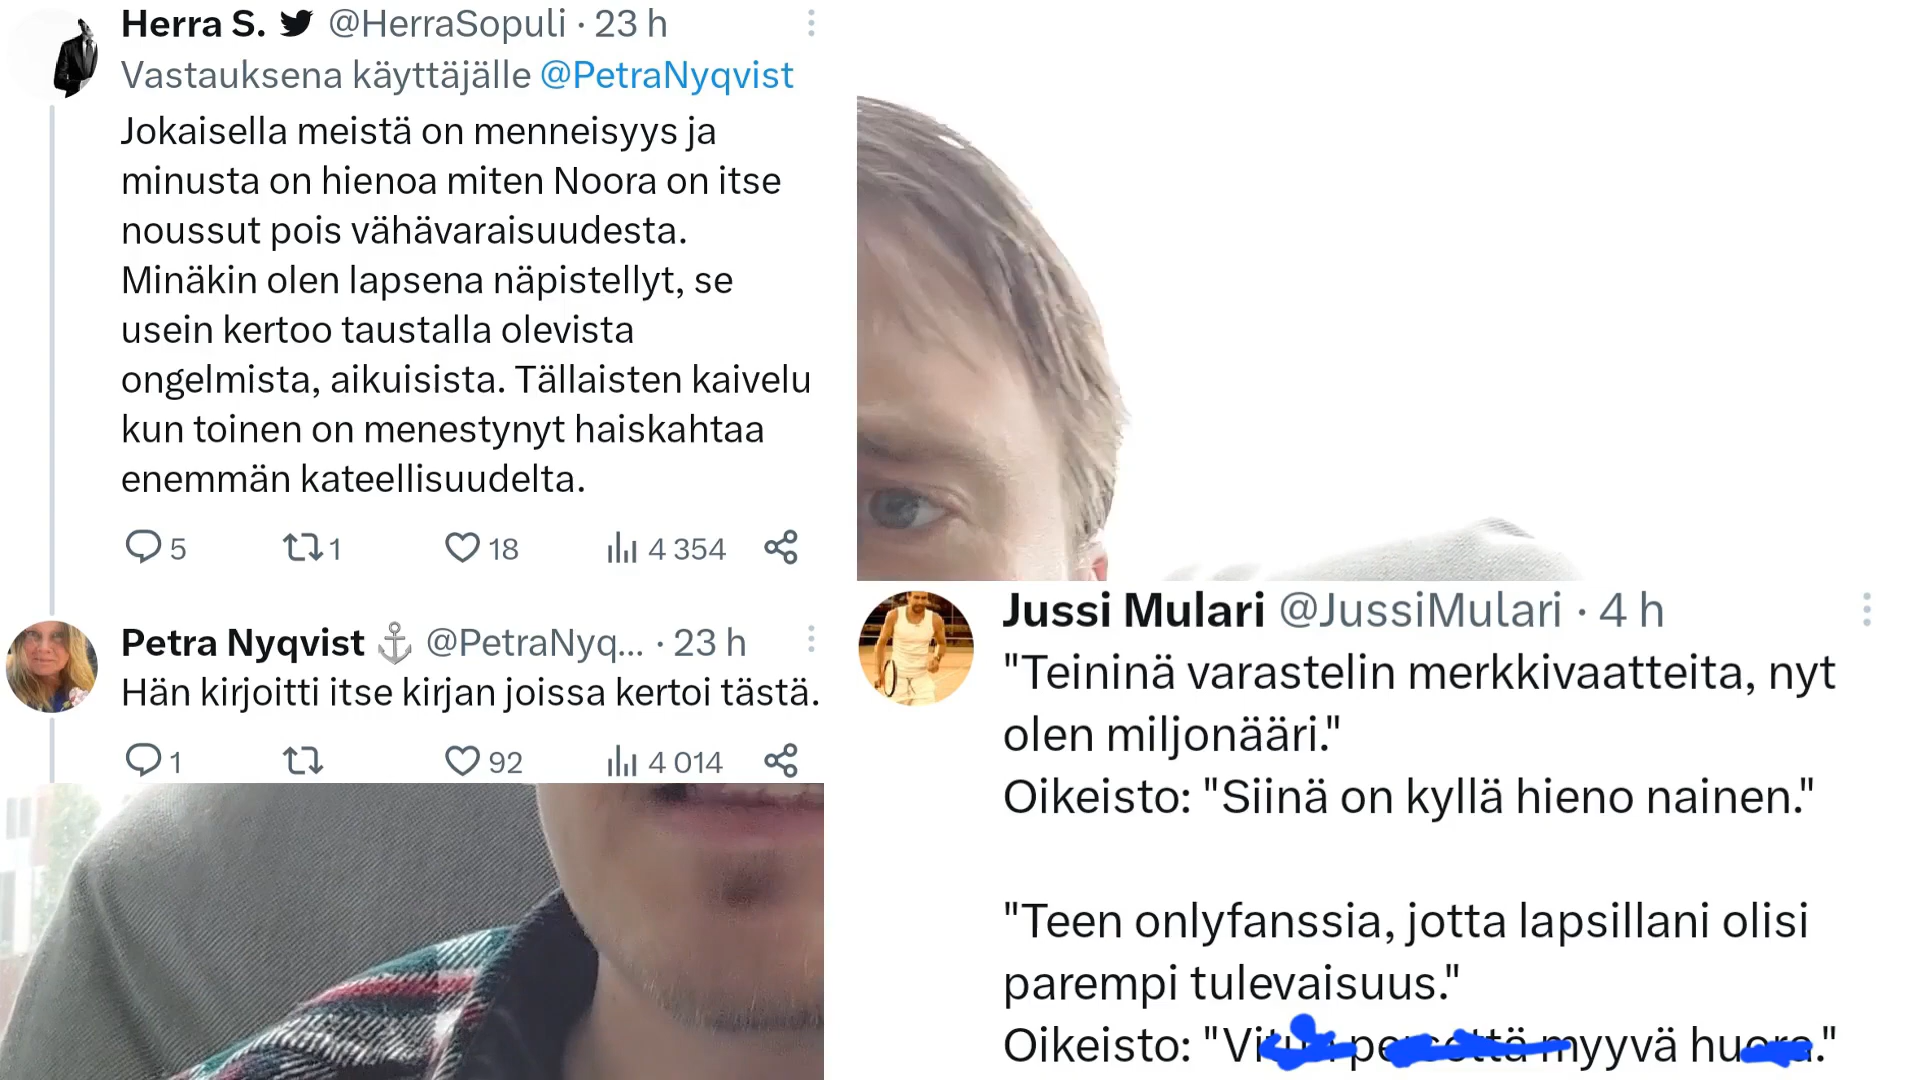 Herra S. @HerraSopuli · 23 h
Vastauksena käyttäjälle @PetraNyqvist
Jokaisella meistä on menneisyys ja
minusta on hienoa miten Noora on itse
noussut pois vähävaraisuudesta.
Minäkin olen lapsena näpistellyt, se
usein kertoo taustalla olevista
ongelmista, aikuisista. Tällaisten kaivelu
kun toinen on menestynyt haiskahtaa
enemmän kateellisuudelta.
5 1 18 4 354
Petra Nyqvist @PetraNyq... · 23 h
Hän kirjoitti itse kirjan joissa kertoi tästä.
1 92 4 014
Jussi Mulari @JussiMulari · 4 h
"Teininä varastelin merkkivaatteita, nyt
olen miljonääri."
Oikeisto: "Siinä on kyllä hieno nainen."
"Teen onlyfanssia, jotta lapsillani olisi
parempi tulevaisuus."
Oikeisto: " myyvä